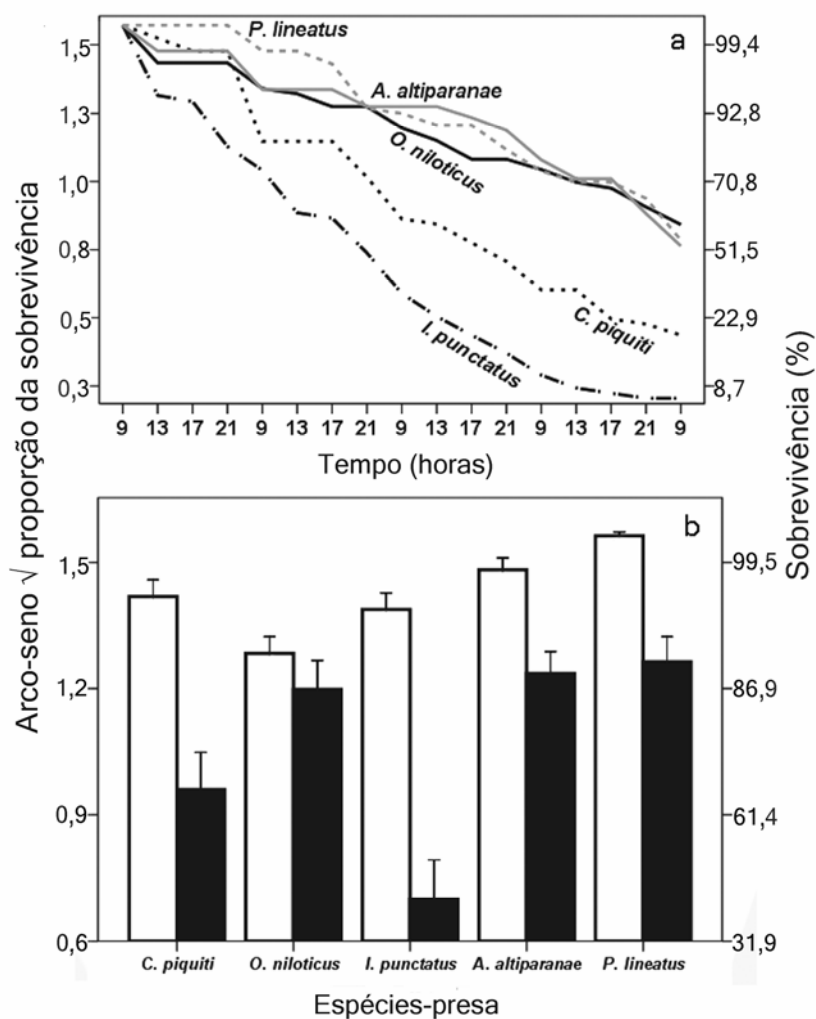 a
P. lineatus
A. altiparanae
O. niloticus
C. piquiti
I. punctatus
1,5
1,3
1,0
0,8
0,5
0,3
99,4
92,8
70,8
51,5
22,9
8,7
9 13 17 21 9 13 17 21 9 13 17 21 9 13 17 21 9
Tempo (horas)
Arco-seno √ proporção da sobrevivência
Sobrevivência (%)
b
1,5
1,2
0,9
0,6
99,5
86,9
61,4
31,9
C. piquiti O. niloticus I. punctatus A. altiparanae P. lineatus
Espécies-presa